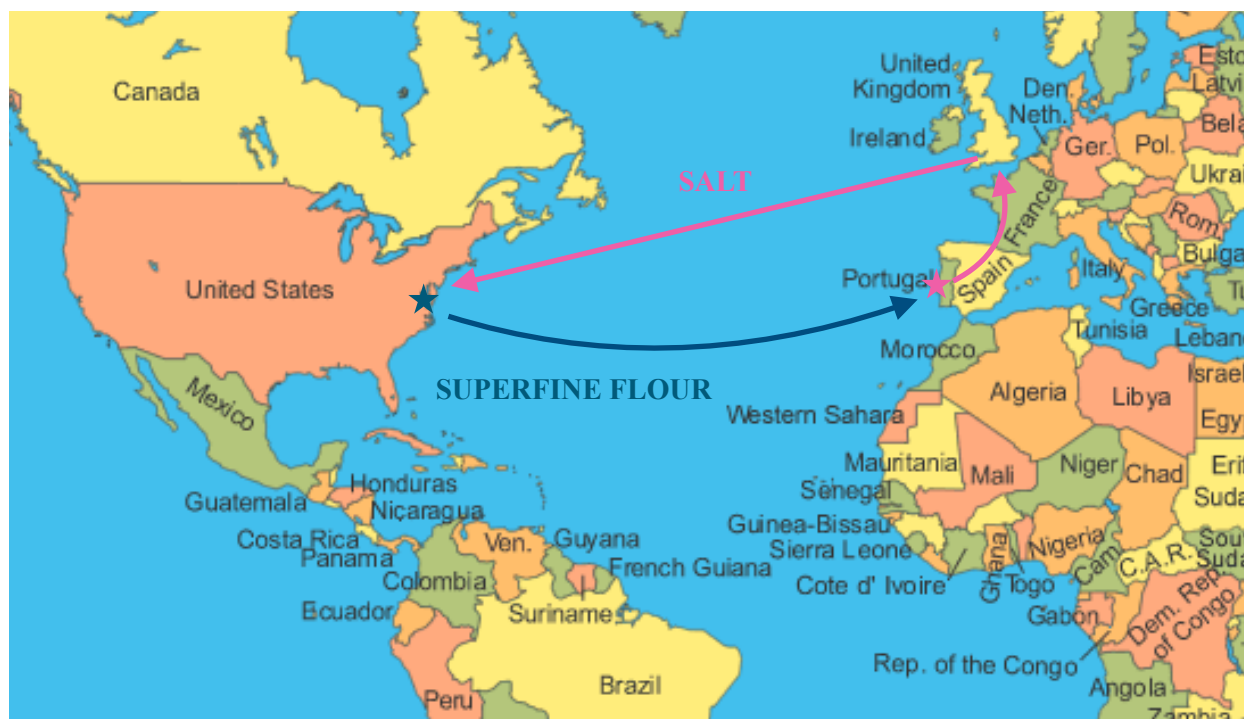 Canada
United
Kingdom
Ireland
Den.
Neth.
Ger.
Pol.
Ukrai
Rom.
France
SALT
United States
Portugal
Spain
Italy
Bulga
Greece
Tunisia
Morocco
SUPERFINE FLOUR
Mexico
Algeria
Libya
Israel
Egyp
Western Sahara
Mauritania
Mali
Niger
Chad
Senegal
Guinea-Bissau
Sierra Leone
Cote d' Ivoire
Ghana
Togo
Nigeria
Cam.
C.A.R.
Honduras
Guatemala
Nicaragua
Costa Rica
Panama
Ven.
Guyana
French Guiana
Colombia
Suriname
Ecuador
Gabon
Dem. Rep.
of Congo
Rep. of the Congo
Brazil
Peru
Angola
Zambia